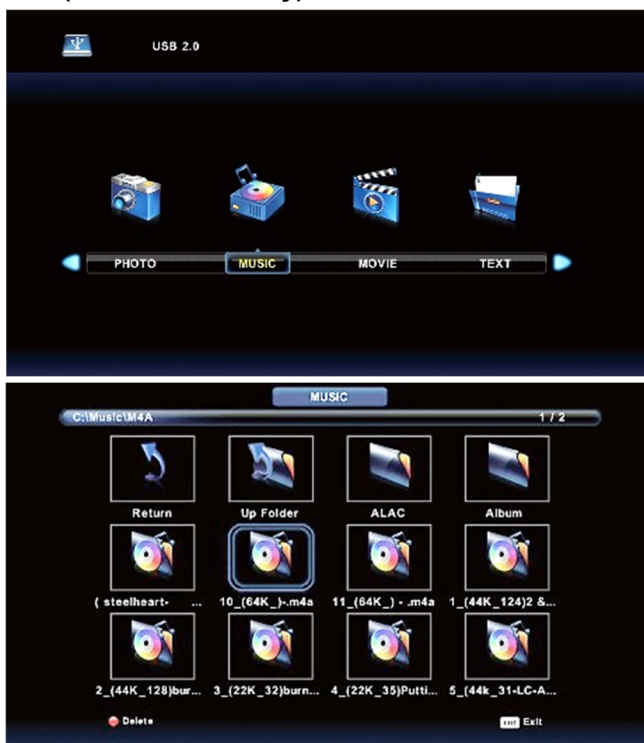 USB 2.0
PHOTO MUSIC MOVIE TEXT
MUSIC
C:\Music\M4A 1 / 2
Return Up Folder ALAC Album
( steelheart- ... 10_(64K_)-.m4a 11_(64K_) - .m4a 1_(44K_124)2 &...
2_(44K_128)bur... 3_(22K_32)burn... 4_(22K_35)Putti... 5_(44k_31-LC-A...
Delete EXIT Exit